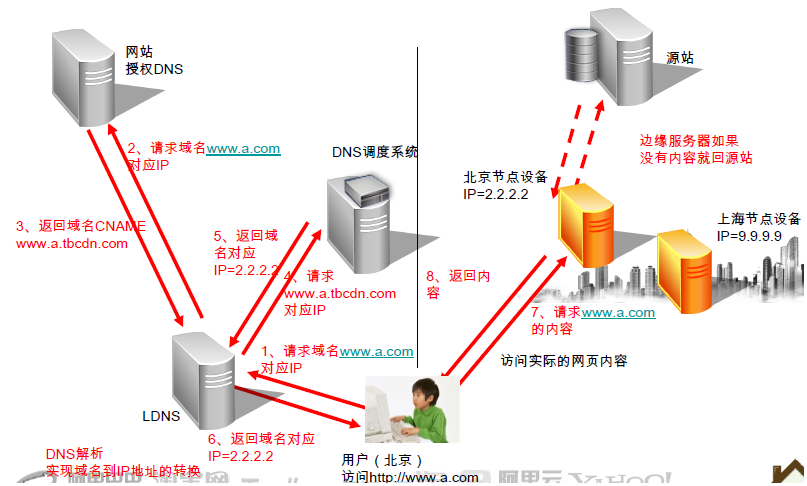 网站
授权DNS
源站
2、请求域名www.a.com
对应IP
DNS调度系统
边缘服务器如果
没有内容就回源站
北京节点设备
IP=2.2.2.2
3、返回域名CNAME
www.a.tbcdn.com
5、返回域
名对应
IP=2.2.2.2
4、请求
www.a.tbcdn.com
对应IP
上海节点设备
IP=9.9.9.9
8、返回内
容
7、请求www.a.com
的内容
1、请求域名www.a.com
对应IP
访问实际的网页内容
LDNS
6、返回域名对应
IP=2.2.2.2
DNS解析
实现域名到IP地址的转换
用户（北京）
访问http://www.a.com